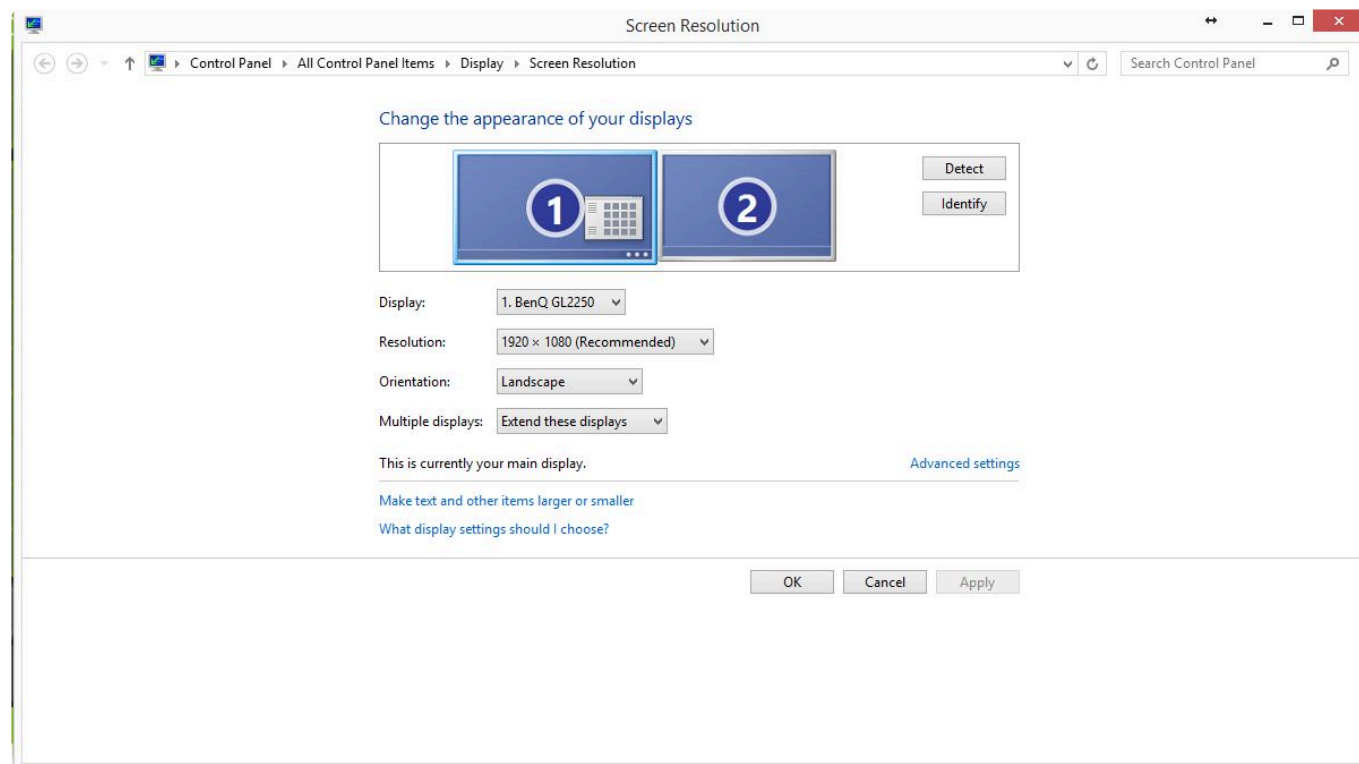 Screen Resolution
Control Panel All Control Panel Items Display Screen Resolution
Search Control Panel
Change the appearance of your displays
1
2
Detect
Identify
Display: 1. BenQ GL2250
Resolution: 1920 × 1080 (Recommended)
Orientation: Landscape
Multiple displays: Extend these displays
This is currently your main display. Advanced settings
Make text and other items larger or smaller
What display settings should I choose?
OK Cancel Apply